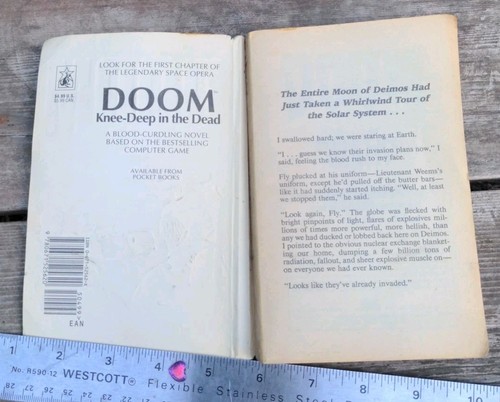 LOOK FOR THE FIRST CHAPTER OF
THE LEGENDARY SPACE OPERA
DOOM™
Knee-Deep in the Dead
A BLOOD-CURDLING NOVEL
BASED ON THE BESTSELLING
COMPUTER GAME
AVAILABLE FROM
POCKET BOOKS
EAN
The Entire Moon of Deimos Had
Just Taken a Whirlwind Tour of
the Solar System . . .
I swallowed hard; we were staring at Earth.
"I . . . guess we know their invasion plans now," I
said, feeling the blood rush to my face.
Fly plucked at his uniform—Lieutenant Weems's
uniform, except he'd pulled off the butter bars—
like it had suddenly started itching. "Well, at least
we stopped them," he said.
"Look again, Fly." The globe was flecked with
bright pinpoints of light, flares of explosives mil-
lions of times more powerful, more hellish, than
any we had ducked or lobbed back here on Deimos.
I pointed to the obvious nuclear exchange blanket-
ing our home, dumping a few billion tons of
radiation, fallout, and sheer explosive muscle on—
on everyone we had ever known.
"Looks like they've already invaded."
1 2 3 4 5 6 7 8 9 10
No. R590-12 WESTCOTT® Flexible Stainless Steel
28 27 26 25